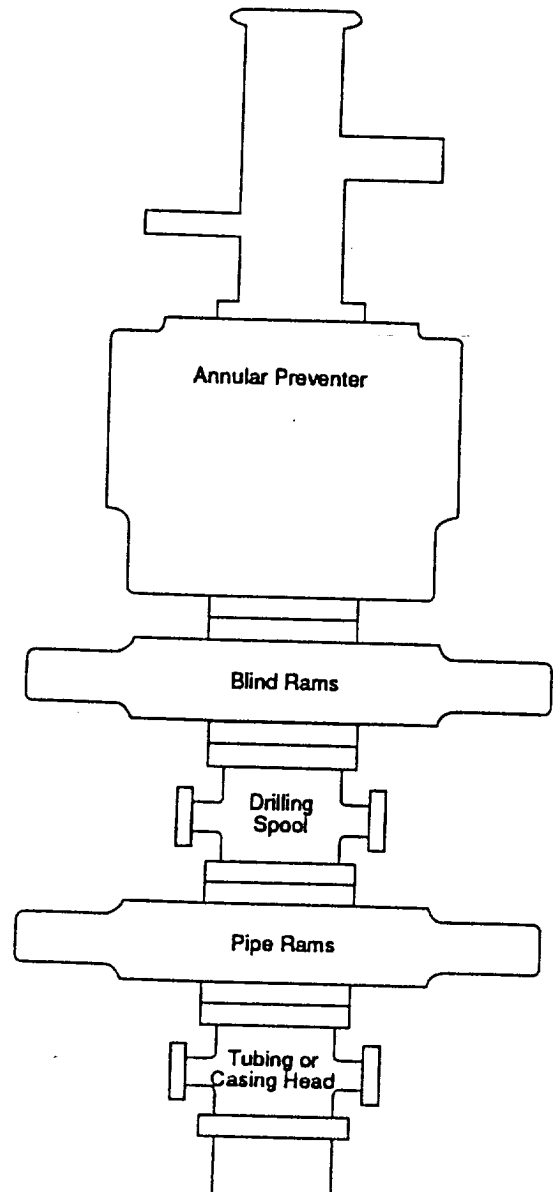 Annular Preventer
Blind Rams
Drilling
Spool
Pipe Rams
Tubing or
Casing Head